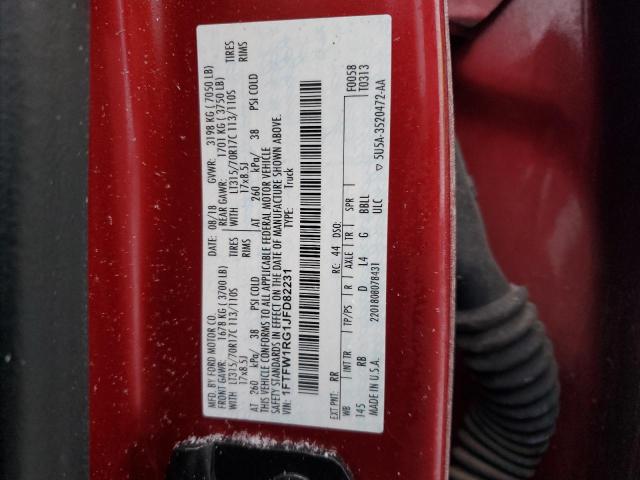 MFD. BY FORD MOTOR CO.
DATE: 08/18 GVWR: 3198 KG ( 7050 LB)
FRONT GAWR: 1678 KG ( 3700 LB) REAR GAWR: 1701 KG ( 3750 LB)
WITH LT315/70R17C 113/110S TIRES WITH LT315/70R17C 113/110S TIRES
17x8.5J RIMS 17x8.5J RIMS
AT 260 kPa/ 38 PSI COLD AT 260 kPa/ 38 PSI COLD
THIS VEHICLE CONFORMS TO ALL APPLICABLE FEDERAL MOTOR VEHICLE
SAFETY STANDARDS IN EFFECT ON THE DATE OF MANUFACTURE SHOWN ABOVE.
VIN: 1FTFW1RG1JFD82231 TYPE: Truck
EXT PNT: RR RC: 44 DSO: F0058
WB INT TR TP/PS R AXLE TR SPR T0313
145 RB D L4 G BBLL
ULC
MADE IN U.S.A. 2201808078431 ▽ 5U5A-3520472-AA